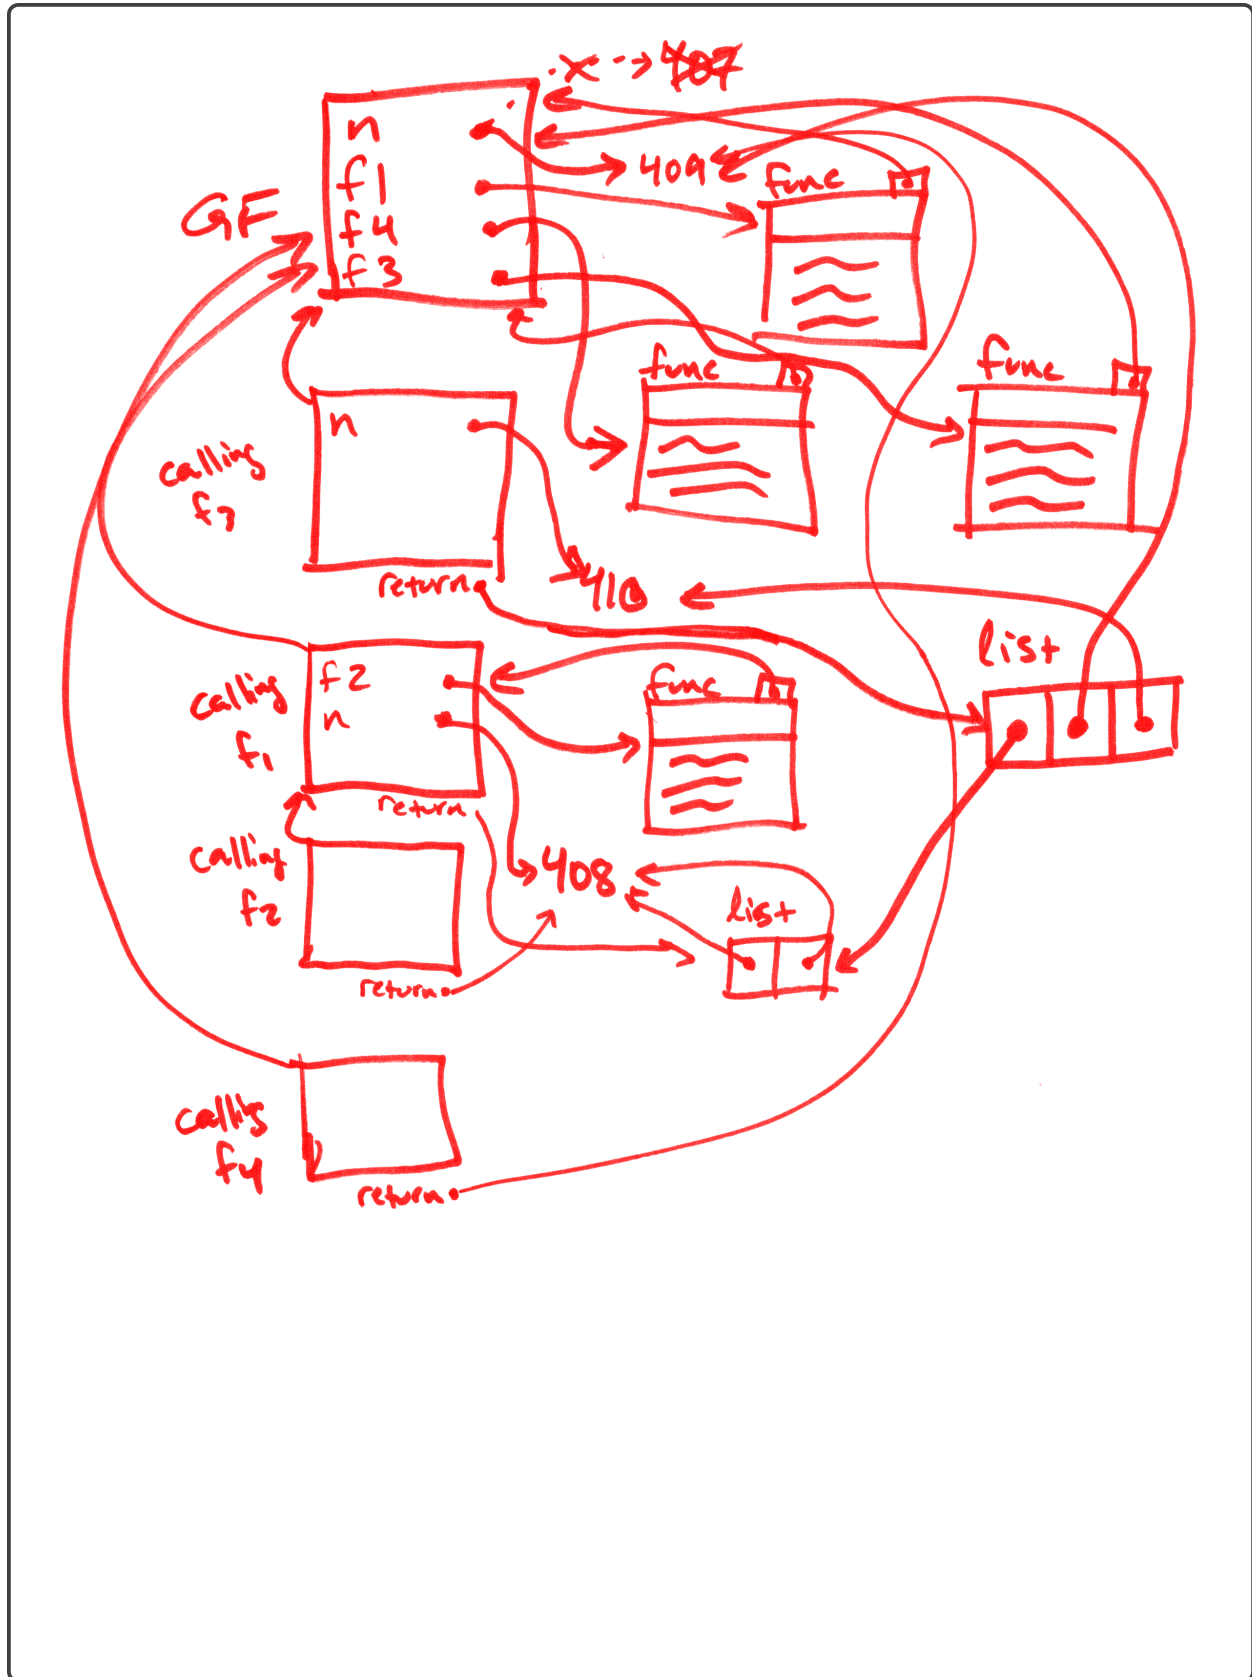 x → 407
n
409
f1
func
GF
f4
f3
func
func
n
calling
f3
return
410
list
f2
func
calling
n
f1
return
calling
408
f2
list
return
calling
f4
return